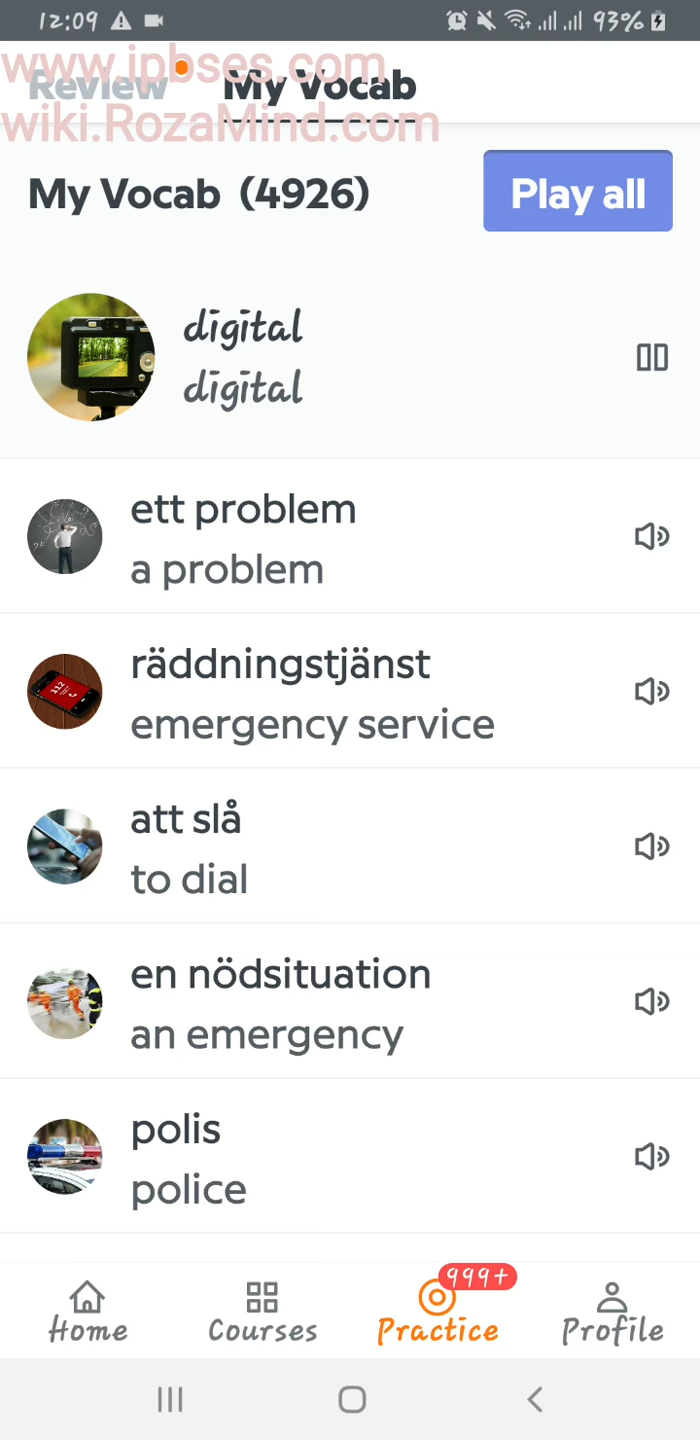 12:09 93%
www.ipbses.com
Review My Vocab
wiki.RozaMind.com
My Vocab (4926) Play all
digital
digital
ett problem
a problem
räddningstjänst
emergency service
112
att slå
to dial
en nödsituation
an emergency
polis
police
999+
Home Courses Practice Profile